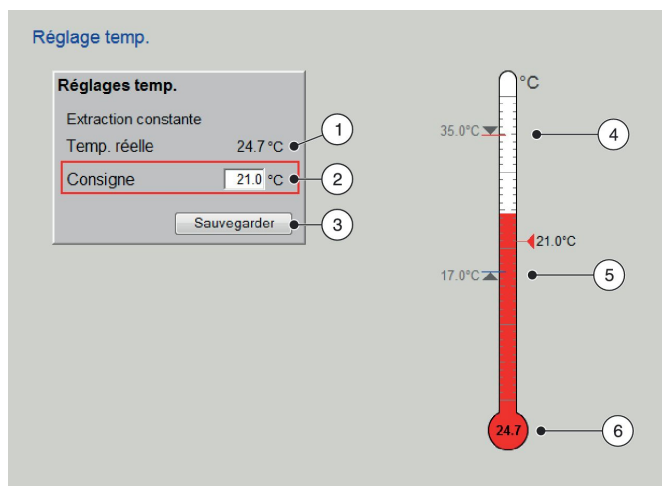 Réglage temp.
Réglages temp.
Extraction constante
Temp. réelle 24.7 °C
1
Consigne 21.0 °C
2
Sauvegarder
3
°C
35.0°C
4
21.0°C
17.0°C
5
24.7
6